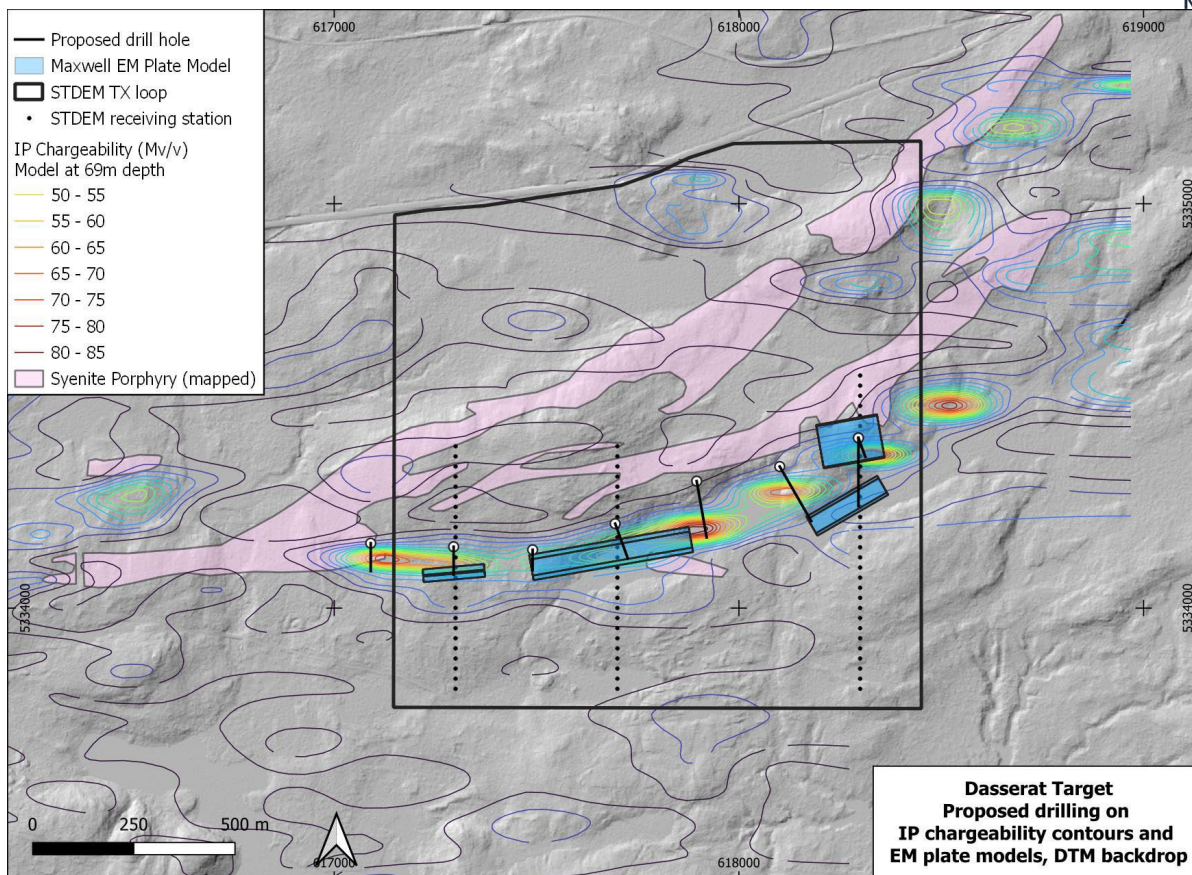 617000
618000
619000
Proposed drill hole
Maxwell EM Plate Model
STDEM TX loop
STDEM receiving station
IP Chargeability (Mv/v)
Model at 69m depth
50 - 55
55 - 60
60 - 65
65 - 70
70 - 75
75 - 80
80 - 85
Syenite Porphyry (mapped)
5335000
5335000
5334000
5334000
0 250 500 m
617000
618000
Dasserat Target
Proposed drilling on
IP chargeability contours and
EM plate models, DTM backdrop